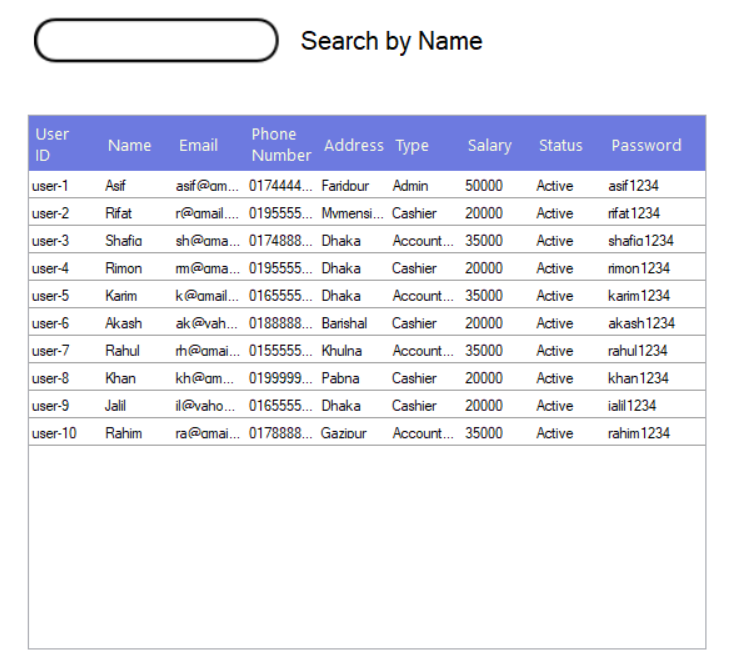 Search by Name
User ID Name Email Phone Number Address Type Salary Status Password
user-1 Asif asif@gm... 0174444... Faridpur Admin 50000 Active asif1234
user-2 Rifat r@gmail.... 0195555... Mymensi... Cashier 20000 Active rifat1234
user-3 Shafiq sh@gma... 0174888... Dhaka Account... 35000 Active shafiq1234
user-4 Rimon rm@gma... 0195555... Dhaka Cashier 20000 Active rimon1234
user-5 Karim k@gmail... 0165555... Dhaka Account... 35000 Active karim1234
user-6 Akash ak@yah... 0188888... Barishal Cashier 20000 Active akash1234
user-7 Rahul rh@gmai... 0155555... Khulna Account... 35000 Active rahul1234
user-8 Khan kh@gm... 0199999... Pabna Cashier 20000 Active khan1234
user-9 Jalil jl@yaho... 0165555... Dhaka Cashier 20000 Active jalil1234
user-10 Rahim ra@gmai... 0178888... Gazipur Account... 35000 Active rahim1234